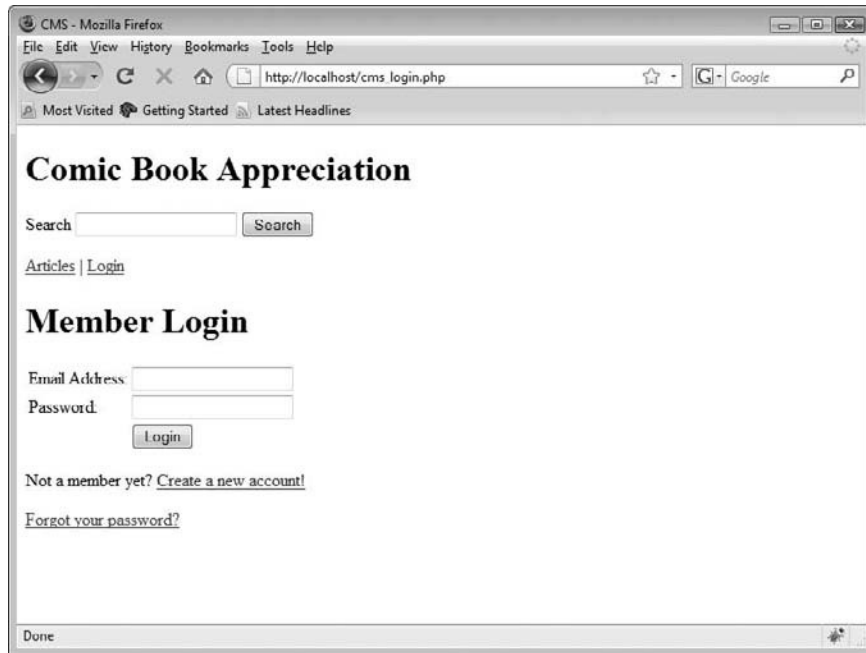 CMS - Mozilla Firefox
File Edit View History Bookmarks Tools Help
http://localhost/cms_login.php
G Google
Most Visited Getting Started Latest Headlines
Comic Book Appreciation
Search Search
Articles | Login
Member Login
Email Address:
Password:
Login
Not a member yet? Create a new account!
Forgot your password?
Done